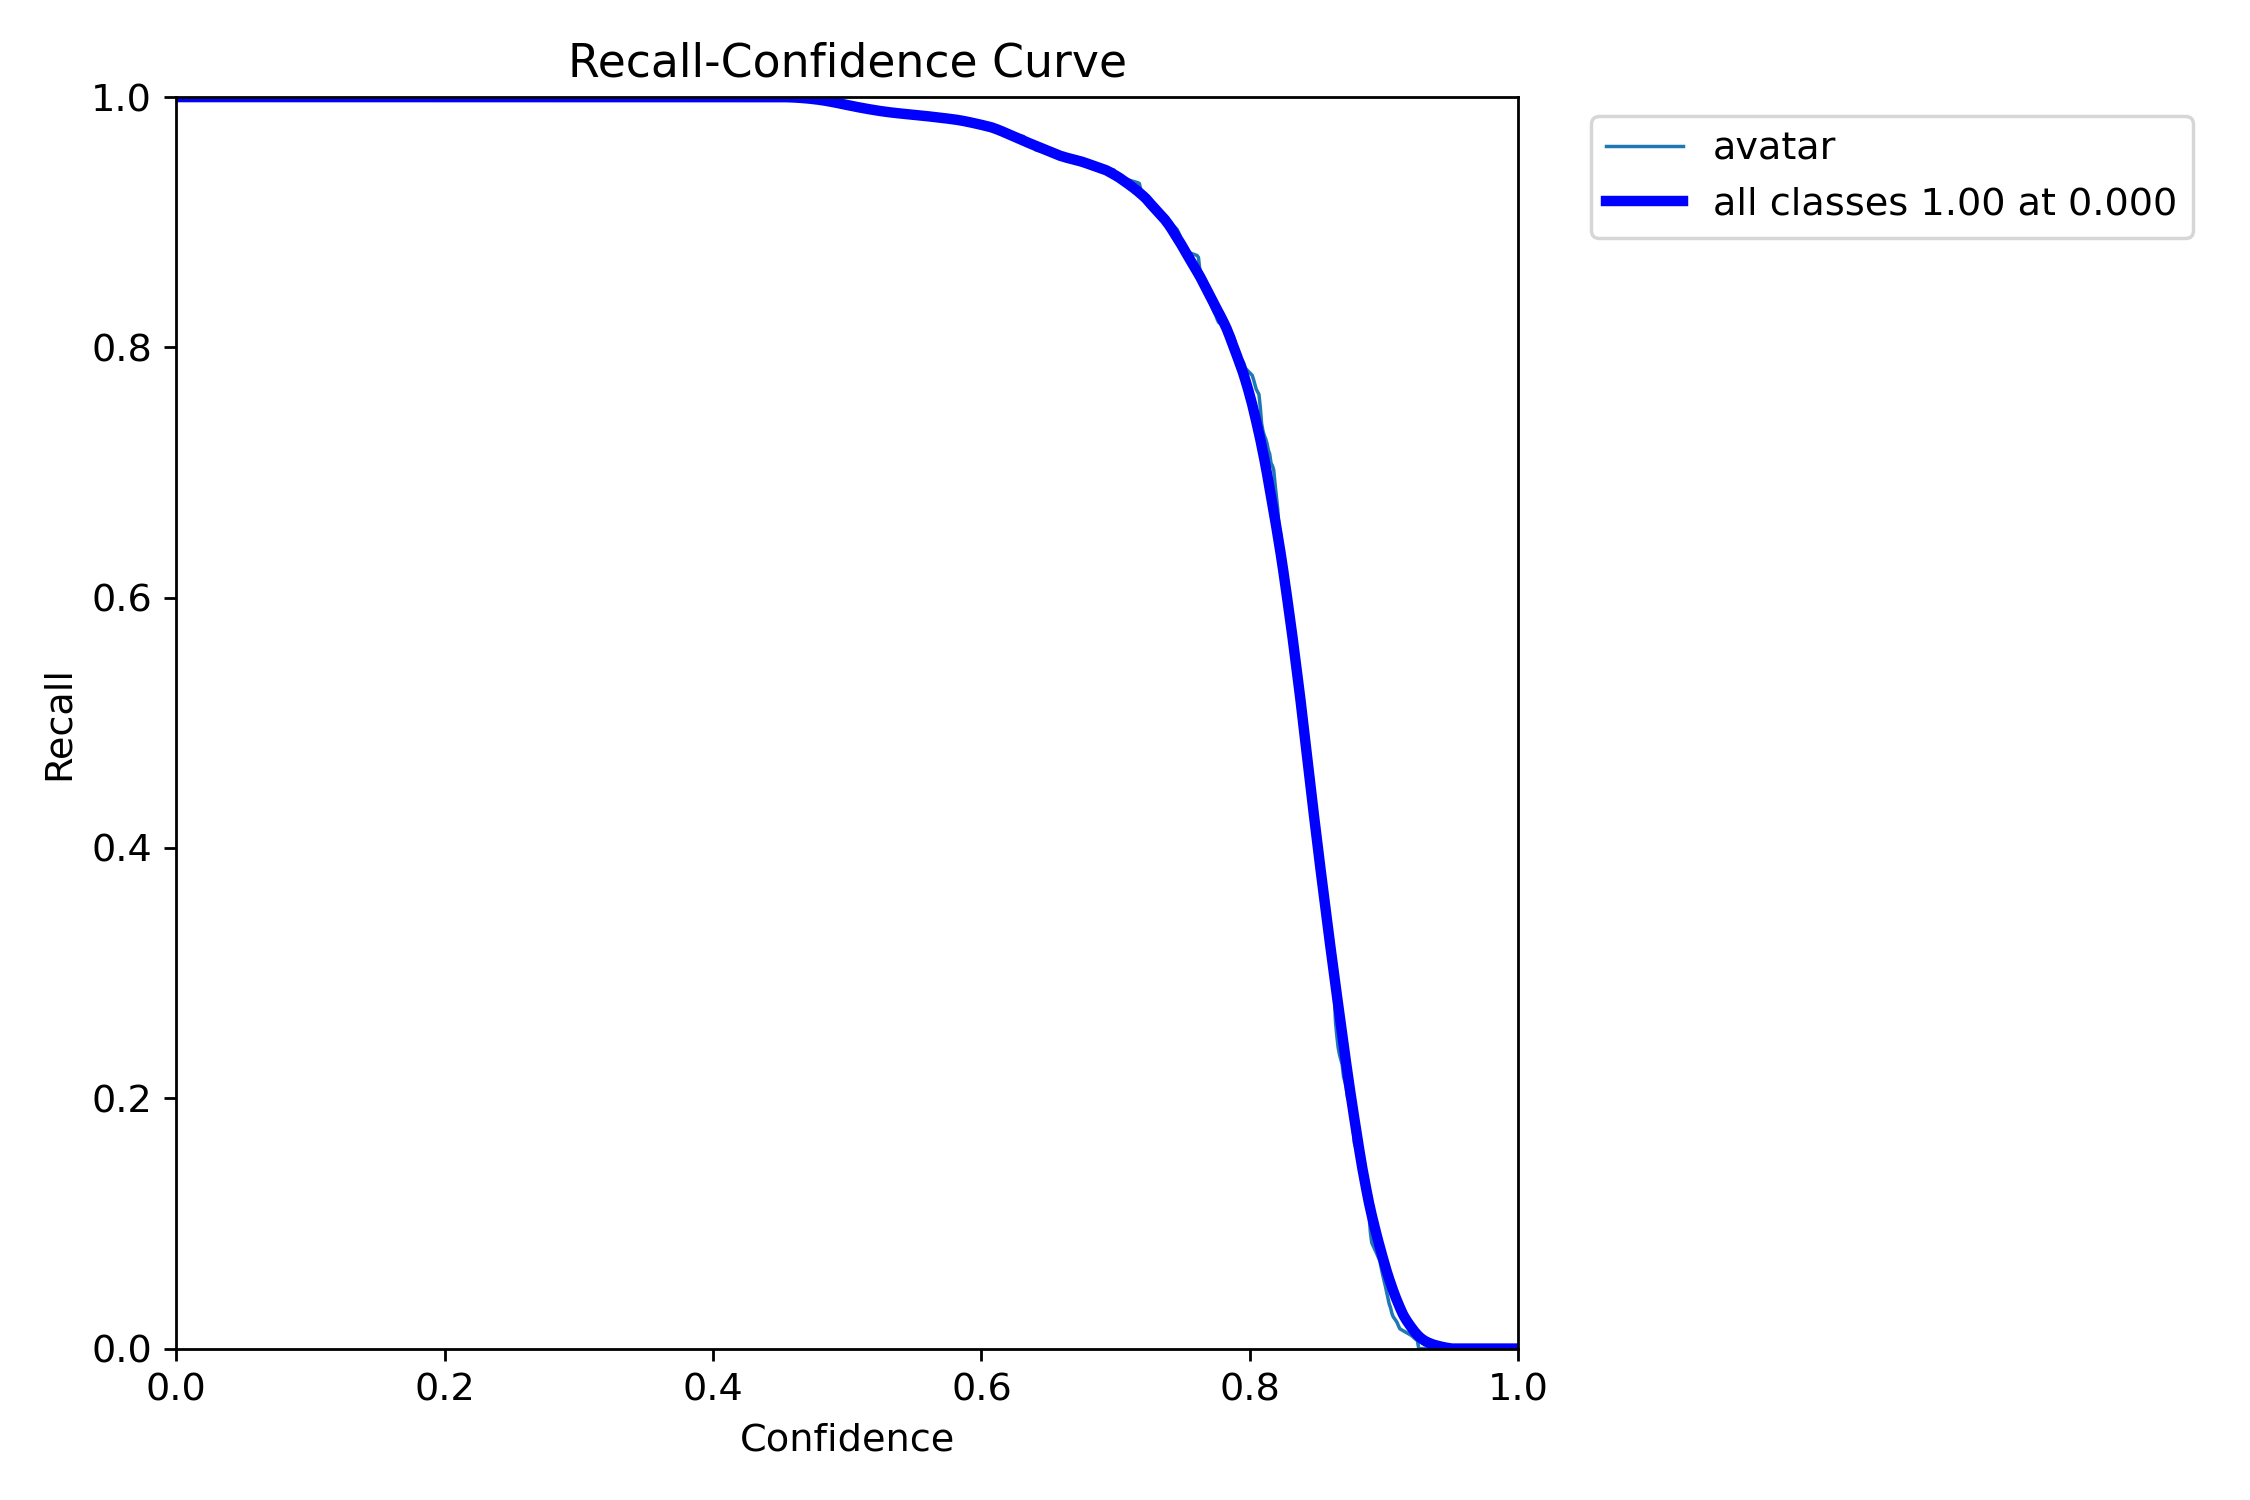 Recall-Confidence Curve
1.0
0.8
0.6
0.4
0.2
0.0
Recall
0.0 0.2 0.4 0.6 0.8 1.0
Confidence
avatar
all classes 1.00 at 0.000